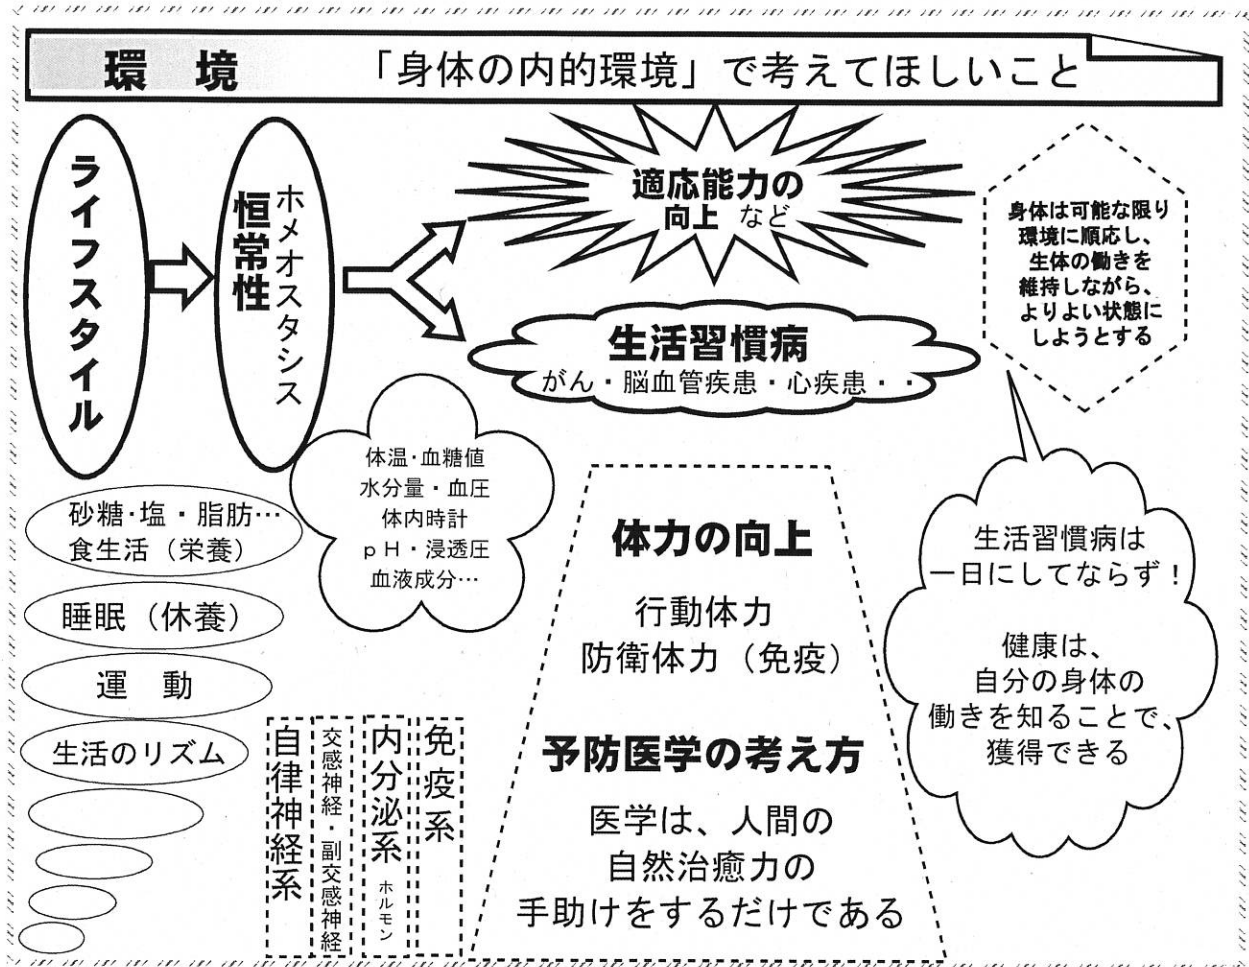 環 境 「身体の内的環境」で考えてほしいこと
ライフスタイル
恒常性
ホメオスタシス
適応能力の
向上 など
生活習慣病
がん・脳血管疾患・心疾患・・
身体は可能な限り
環境に順応し、
生体の働きを
維持しながら、
よりよい状態に
しようとする
体温・血糖値
水分量・血圧
体内時計
pH・浸透圧
血液成分…
砂糖・塩・脂肪…
食生活(栄養)
睡眠(休養)
運 動
生活のリズム
自律神経系
交感神経・副交感神経
内分泌系 ホルモン
免疫系
体力の向上
行動体力
防衛体力(免疫)
予防医学の考え方
医学は、人間の
自然治癒力の
手助けをするだけである
生活習慣病は
一日にしてならず!
健康は、
自分の身体の
働きを知ることで、
獲得できる